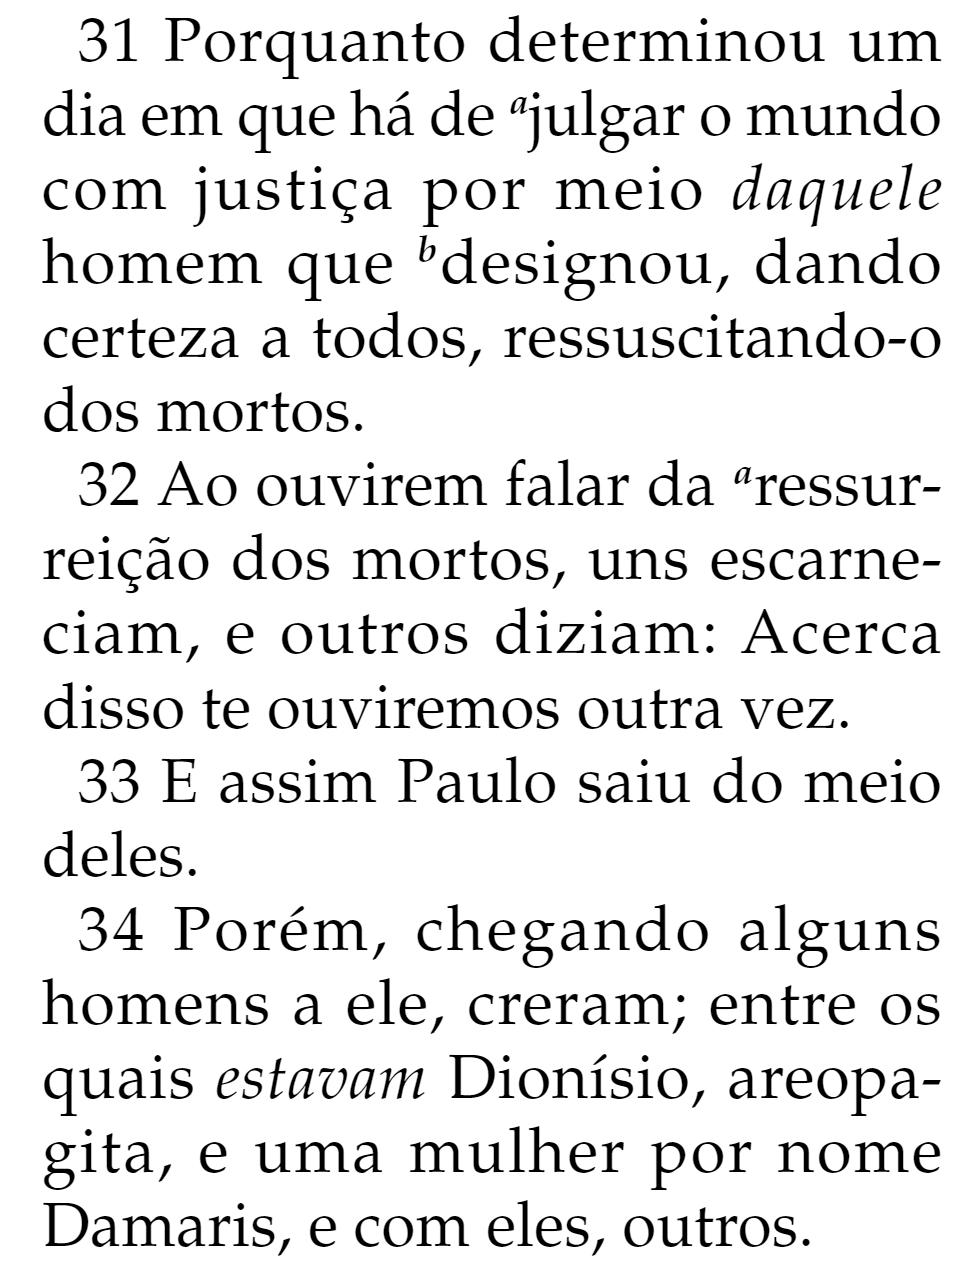 31 Porquanto determinou um
dia em que há de ᵃjulgar o mundo
com justiça por meio daquele
homem que ᵇdesignou, dando
certeza a todos, ressuscitando-o
dos mortos.
32 Ao ouvirem falar da ᵃressur-
reição dos mortos, uns escarne-
ciam, e outros diziam: Acerca
disso te ouviremos outra vez.
33 E assim Paulo saiu do meio
deles.
34 Porém, chegando alguns
homens a ele, creram; entre os
quais estavam Dionísio, areopa-
gita, e uma mulher por nome
Damaris, e com eles, outros.